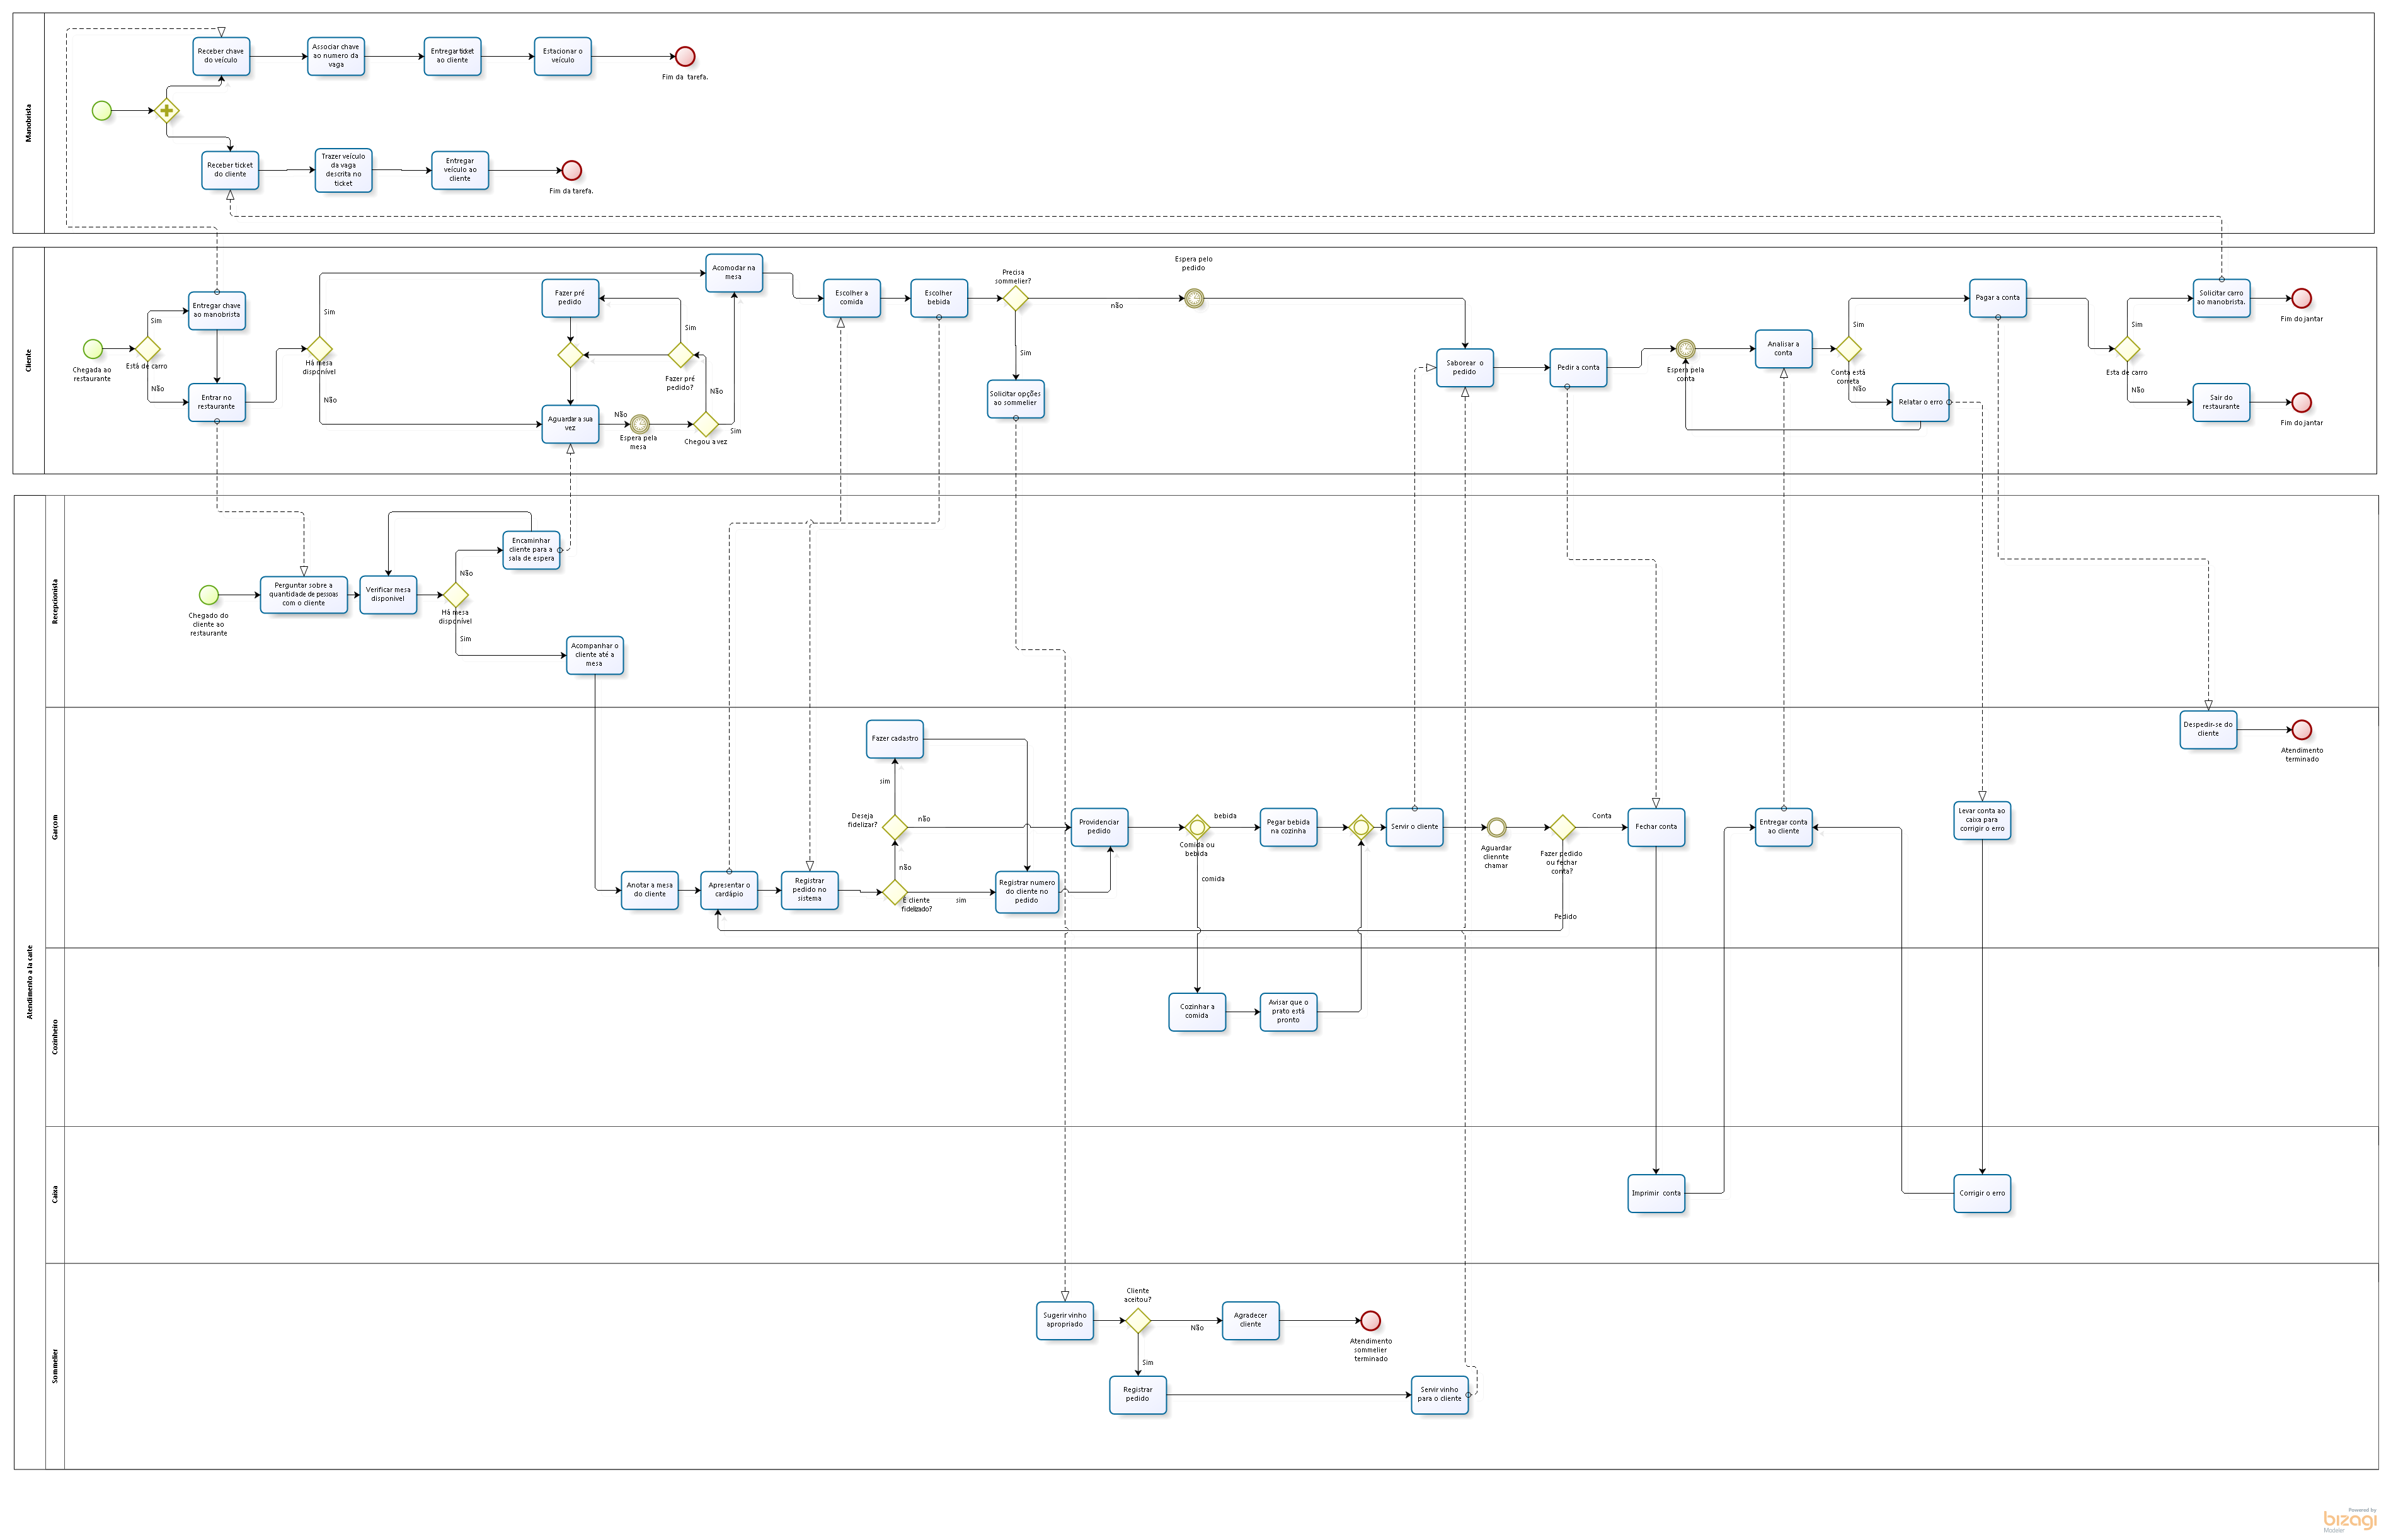 Manobrista
Receber chave
do veículo
Associar chave
ao numero da
vaga
Entregar ticket
ao cliente
Estacionar o
veículo
Fim da tarefa.
Receber ticket
do cliente
Trazer veículo
da vaga
descrita no
ticket
Entregar
veículo ao
cliente
Fim da tarefa.
Cliente
Chegada ao
restaurante
Está de carro
Sim
Não
Entregar chave
ao manobrista
Entrar no
restaurante
Há mesa
disponível
Sim
Não
Fazer pré
pedido
Aguardar a sua
vez
Não
Espera pela
mesa
Fazer pré
pedido?
Sim
Não
Chegou a vez
Sim
Acomodar na
mesa
Escolher a
comida
Escolher
bebida
Precisa
sommelier?
não
Sim
Solicitar opções
ao sommelier
Espera pelo
pedido
Saborear o
pedido
Pedir a conta
Espera pela
conta
Analisar a
conta
Conta está
correta
Sim
Não
Relatar o erro
Pagar a conta
Esta de carro
Sim
Não
Solicitar carro
ao manobrista.
Fim do jantar
Sair do
restaurante
Fim do jantar
Atendimento a la carte
Recepcionista
Chegado do
cliente ao
restaurante
Perguntar sobre a
quantidade de pessoas
com o cliente
Verificar mesa
disponivel
Há mesa
disponível
Não
Sim
Encaminhar
cliente para a
sala de espera
Acompanhar o
cliente até a
mesa
Garçom
Anotar a mesa
do cliente
Apresentar o
cardápio
Registrar
pedido no
sistema
É cliente
fidelizado?
não
sim
Deseja
fidelizar?
sim
não
Fazer cadastro
Registrar numero
do cliente no
pedido
Providenciar
pedido
Comida ou
bebida
bebida
comida
Pegar bebida
na cozinha
Servir o cliente
Aguardar
cliennte
chamar
Fazer pedido
ou fechar
conta?
Conta
Pedido
Fechar conta
Entregar conta
ao cliente
Levar conta ao
caixa para
corrigir o erro
Despedir-se do
cliente
Atendimento
terminado
Cozinheiro
Cozinhar a
comida
Avisar que o
prato está
pronto
Caixa
Imprimir conta
Corrigir o erro
Sommelier
Sugerir vinho
apropriado
Cliente
aceitou?
Não
Sim
Agradecer
cliente
Atendimento
sommelier
terminado
Registrar
pedido
Servir vinho
para o cliente
Powered by
bizagi
Modeler